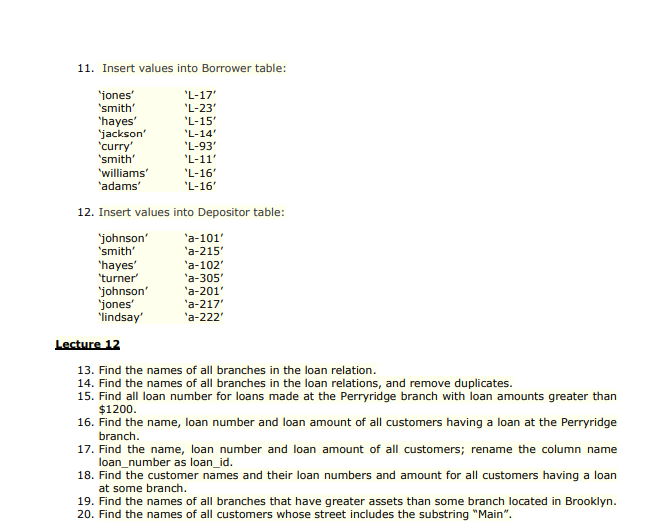 11. Insert values into Borrower table:
‘jones’ ‘L-17’
‘smith’ ‘L-23’
‘hayes’ ‘L-15’
‘jackson’ ‘L-14’
‘curry’ ‘L-93’
‘smith’ ‘L-11’
‘williams’ ‘L-16’
‘adams’ ‘L-16’
12. Insert values into Depositor table:
‘johnson’ ‘a-101’
‘smith’ ‘a-215’
‘hayes’ ‘a-102’
‘turner’ ‘a-305’
‘johnson’ ‘a-201’
‘jones’ ‘a-217’
‘lindsay’ ‘a-222’
Lecture 12
13. Find the names of all branches in the loan relation.
14. Find the names of all branches in the loan relations, and remove duplicates.
15. Find all loan number for loans made at the Perryridge branch with loan amounts greater than
$1200.
16. Find the name, loan number and loan amount of all customers having a loan at the Perryridge
branch.
17. Find the name, loan number and loan amount of all customers; rename the column name
loan_number as loan_id.
18. Find the customer names and their loan numbers and amount for all customers having a loan
at some branch.
19. Find the names of all branches that have greater assets than some branch located in Brooklyn.
20. Find the names of all customers whose street includes the substring “Main”.